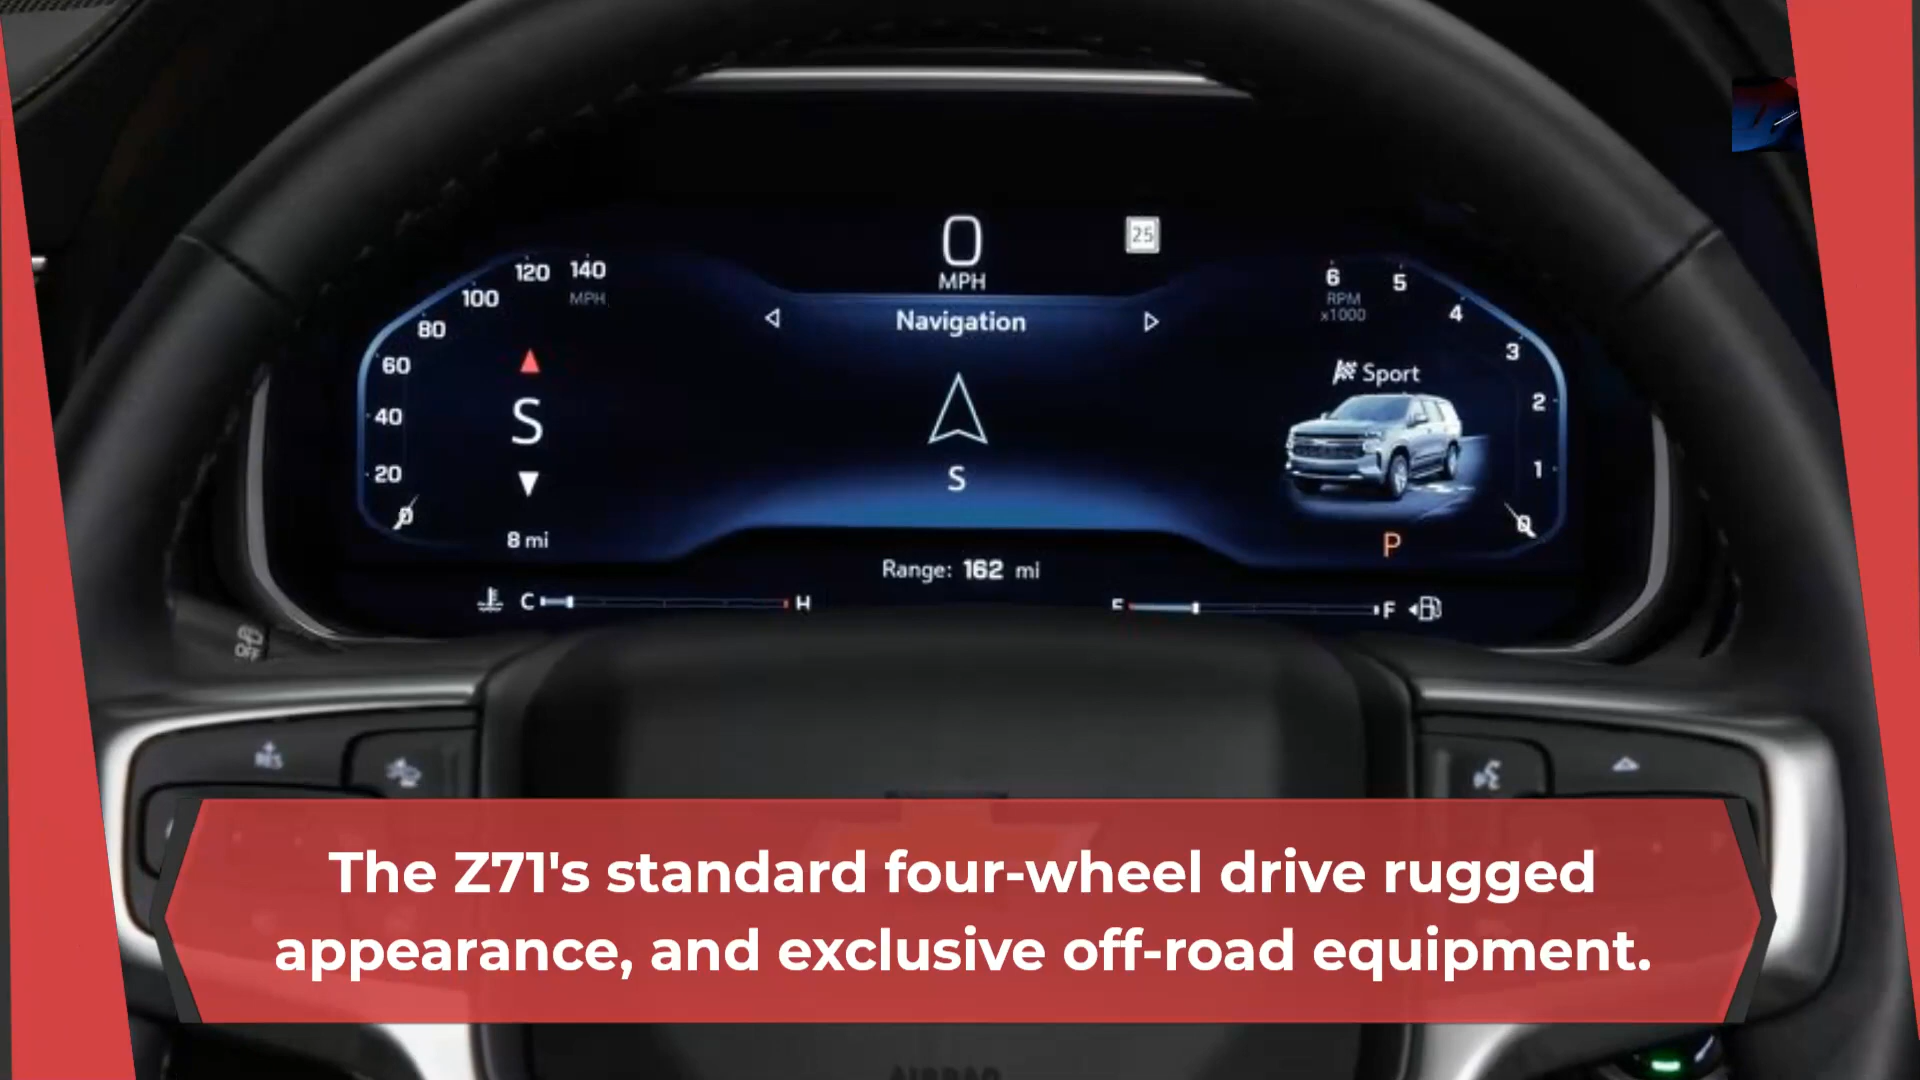 0
MPH
25
Navigation
120 140
MPH
100
80
60
40
20
0
S
8 mi
S
6 5
RPM
x1000
4
3
2
1
0
Sport
P
Range: 162 mi
C H
E F
OFF
RES
The Z71's standard four-wheel drive rugged
appearance, and exclusive off-road equipment.
AIRBAG